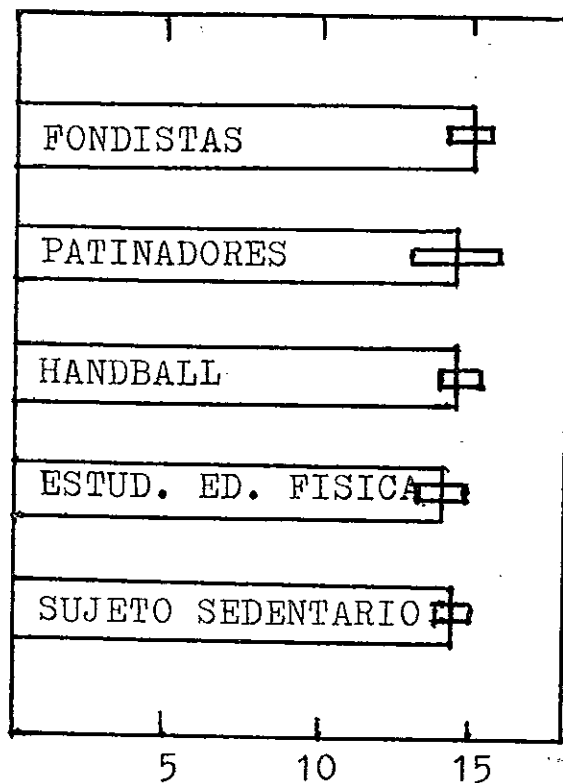 FONDISTAS
PATINADORES
HANDBALL
ESTUD. ED. FISICA
SUJETO SEDENTARIO
5 10 15